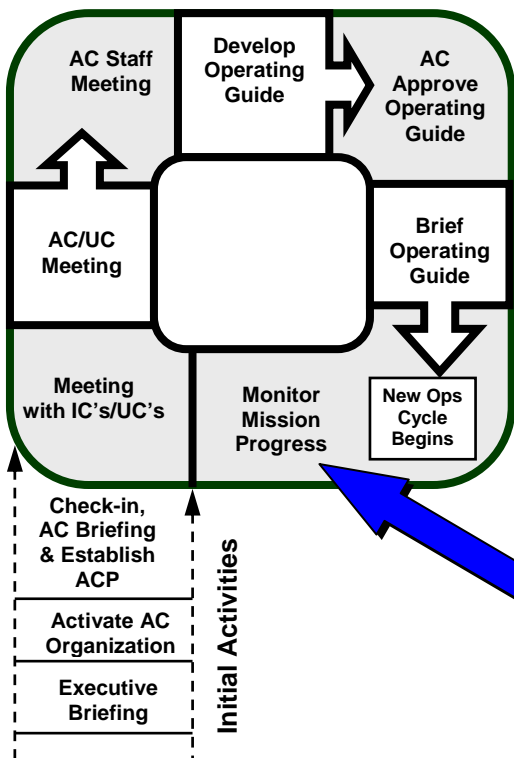 AC Staff
Meeting
Develop
Operating
Guide
AC
Approve
Operating
Guide
AC/UC
Meeting
Brief
Operating
Guide
Meeting
with IC's/UC's
Monitor
Mission
Progress
New Ops
Cycle
Begins
Check-in,
AC Briefing
& Establish
ACP
Activate AC
Organization
Executive
Briefing
Initial Activities